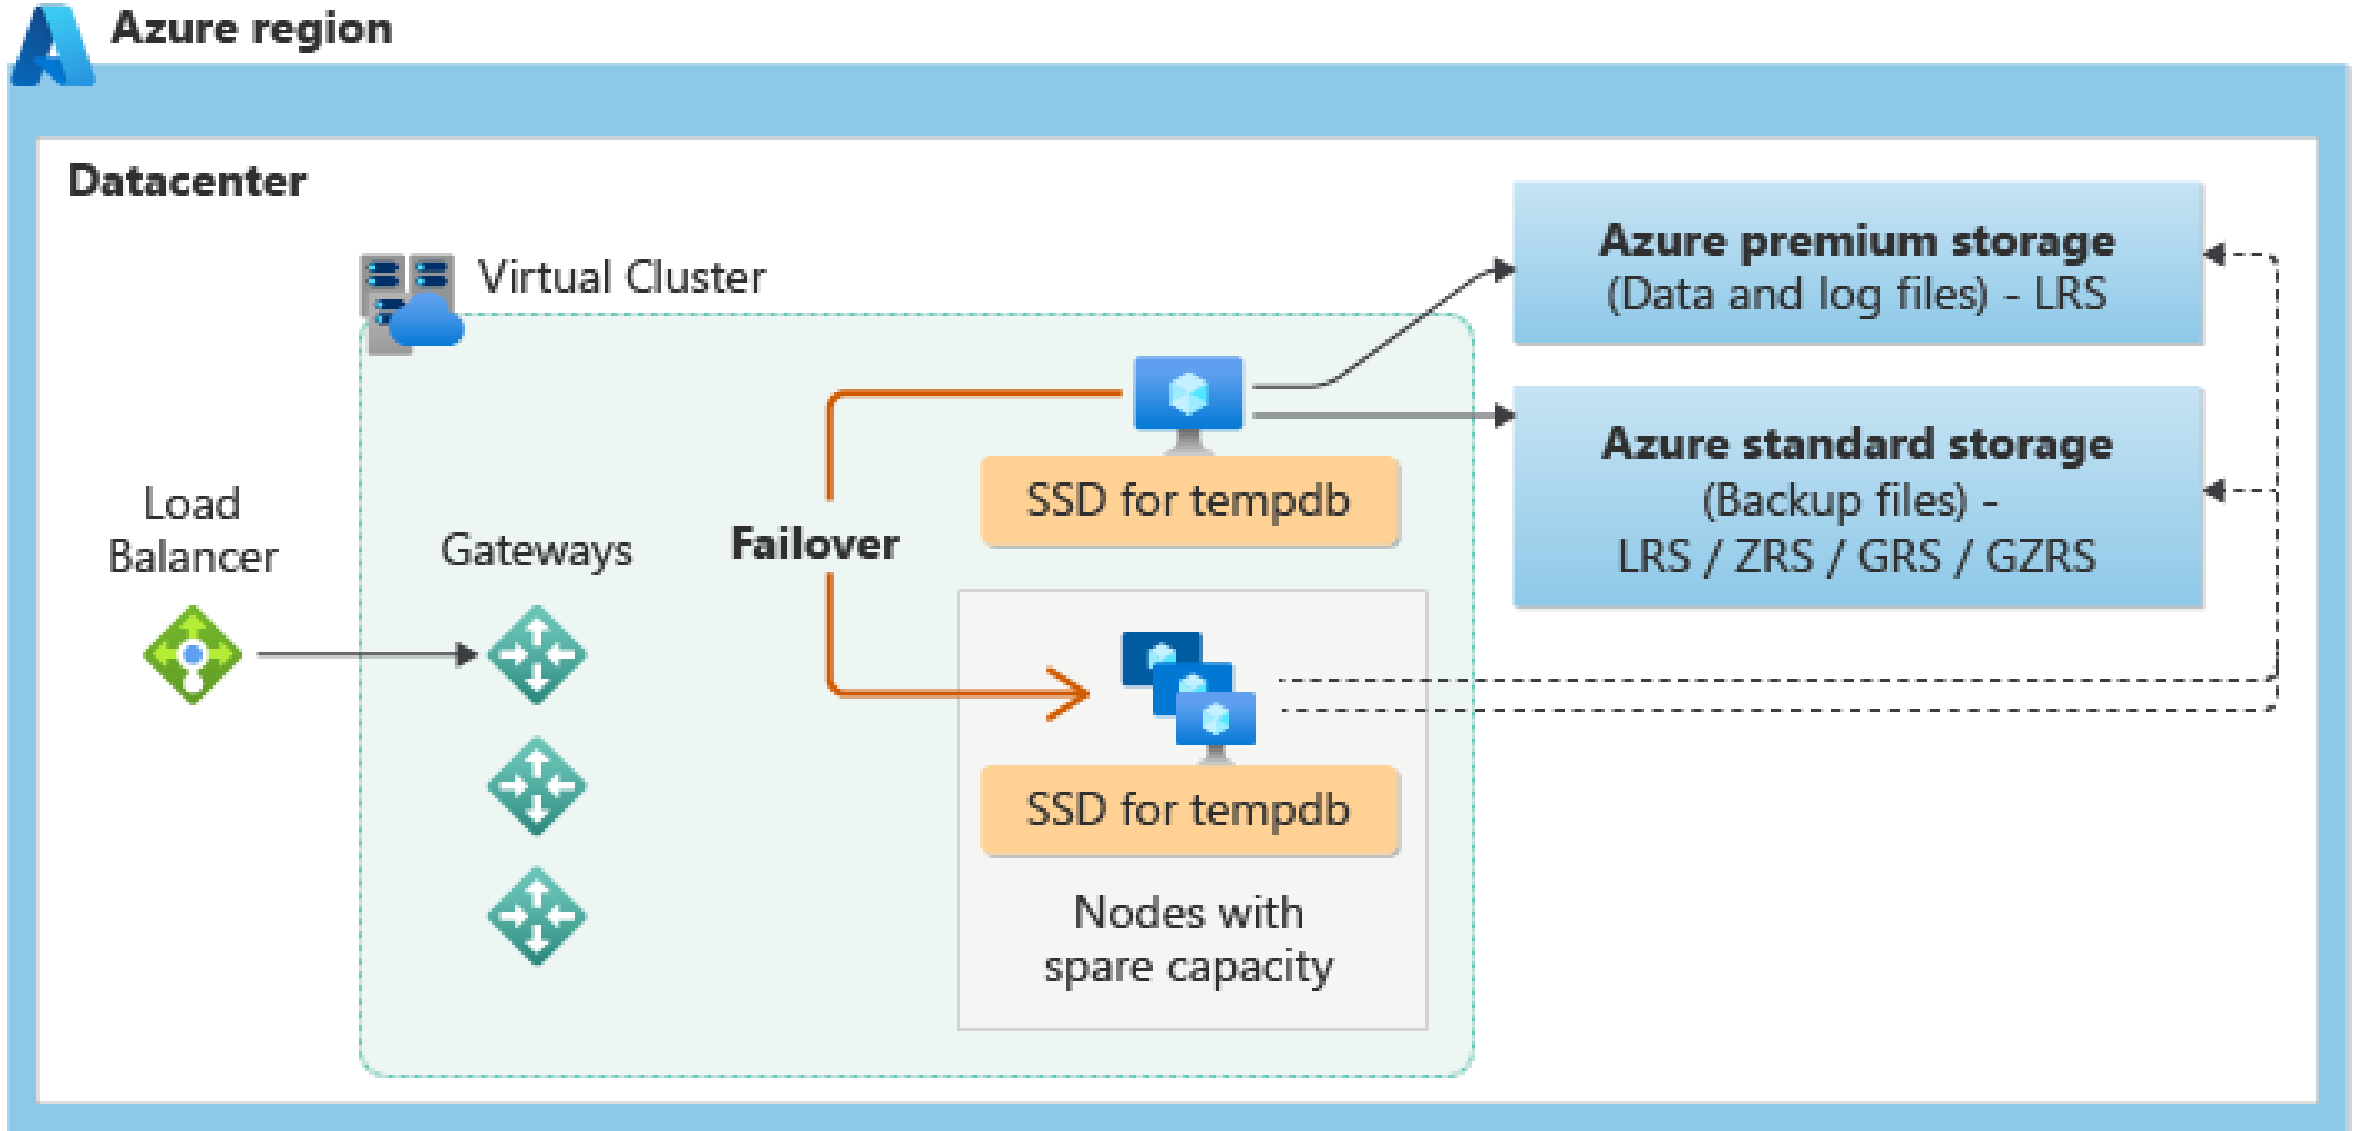 Azure region
Datacenter
Virtual Cluster
Azure premium storage
(Data and log files) - LRS
Azure standard storage
(Backup files) -
LRS / ZRS / GRS / GZRS
Load
Balancer
Gateways
Failover
SSD for tempdb
SSD for tempdb
Nodes with
spare capacity